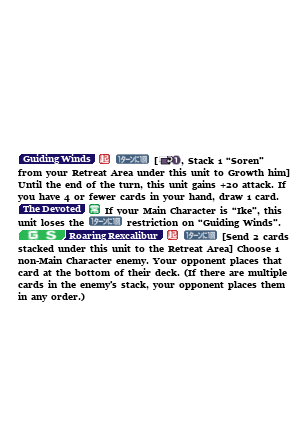 Guiding Winds 起 1ターンに1回 [1, Stack 1 “Soren”
from your Retreat Area under this unit to Growth him]
Until the end of the turn, this unit gains +20 attack. If
you have 4 or fewer cards in your hand, draw 1 card.
The Devoted 常 If your Main Character is “Ike”, this
unit loses the 1ターンに1回 restriction on “Guiding Winds”.
G S Roaring Rexcalibur 起 1ターンに1回 [Send 2 cards
stacked under this unit to the Retreat Area] Choose 1
non-Main Character enemy. Your opponent places that
card at the bottom of their deck. (If there are multiple
cards in the enemy's stack, your opponent places them
in any order.)